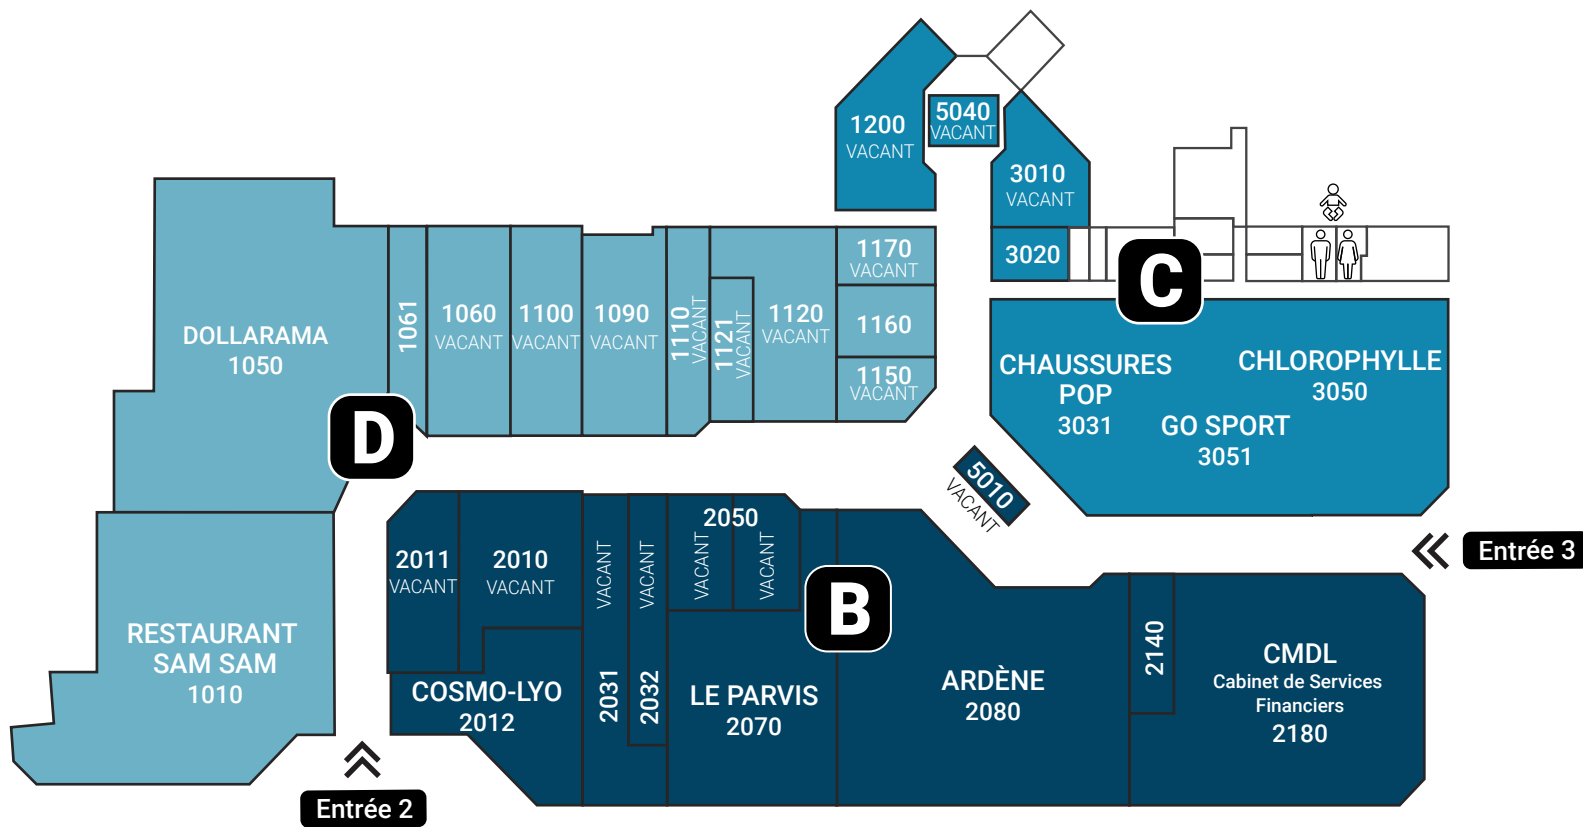 1200
VACANT
5040
VACANT
3010
VACANT
3020
C
DOLLARAMA
1050
1061
1060
VACANT
1100
VACANT
1090
VACANT
1110
VACANT
1121
VACANT
1120
VACANT
1170
VACANT
1160
1150
VACANT
CHAUSSURES
POP
3031
GO SPORT
3051
CHLOROPHYLLE
3050
D
5010
VACANT
Entrée 3
RESTAURANT
SAM SAM
1010
2011
VACANT
2010
VACANT
VACANT
2031
VACANT
2032
2050
VACANT
VACANT
B
COSMO-LYO
2012
LE PARVIS
2070
ARDÈNE
2080
2140
CMDL
Cabinet de Services
Financiers
2180
Entrée 2